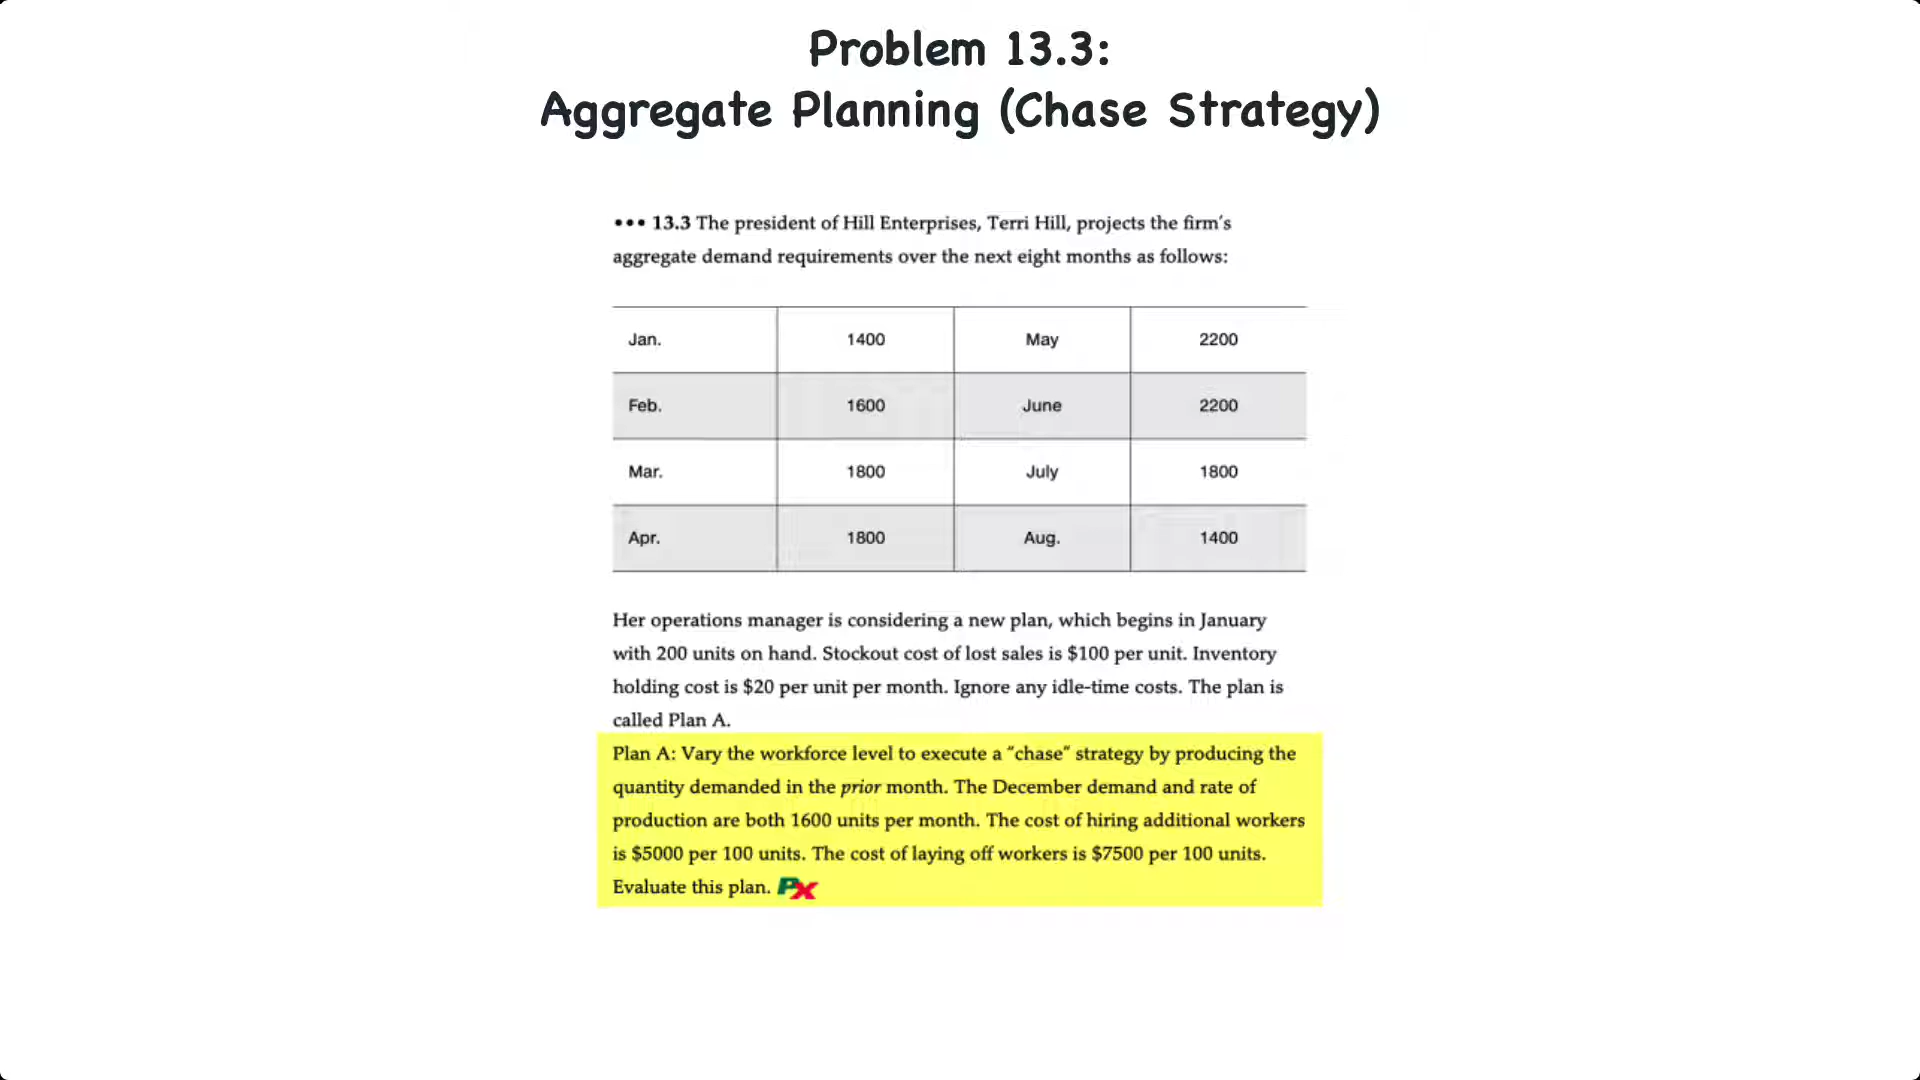 Problem 13.3:
Aggregate Planning (Chase Strategy)
••• 13.3 The president of Hill Enterprises, Terri Hill, projects the firm's
aggregate demand requirements over the next eight months as follows:
Jan. 1400 May 2200
Feb. 1600 June 2200
Mar. 1800 July 1800
Apr. 1800 Aug. 1400
Her operations manager is considering a new plan, which begins in January
with 200 units on hand. Stockout cost of lost sales is $100 per unit. Inventory
holding cost is $20 per unit per month. Ignore any idle-time costs. The plan is
called Plan A.
Plan A: Vary the workforce level to execute a "chase" strategy by producing the
quantity demanded in the prior month. The December demand and rate of
production are both 1600 units per month. The cost of hiring additional workers
is $5000 per 100 units. The cost of laying off workers is $7500 per 100 units.
Evaluate this plan. PX